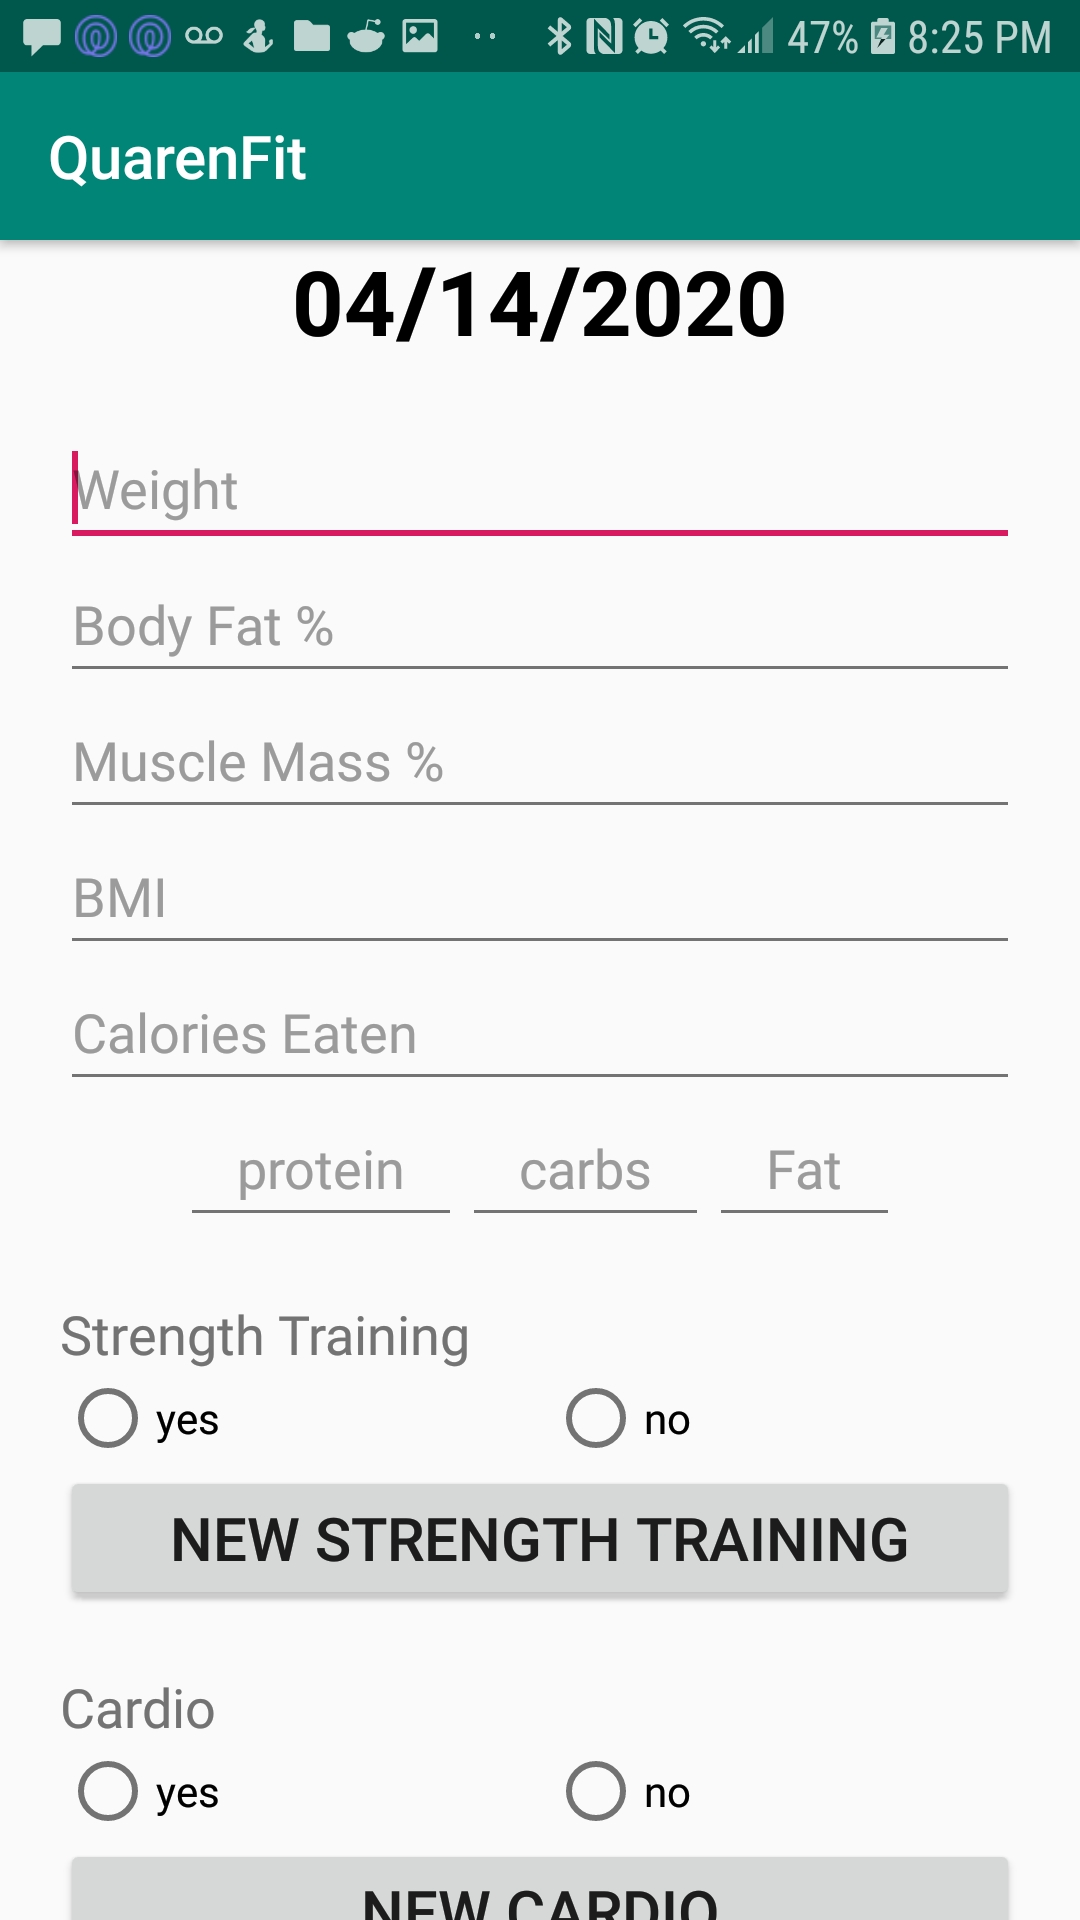 47% 8:25 PM
QuarenFit
04/14/2020
Weight
Body Fat %
Muscle Mass %
BMI
Calories Eaten
protein carbs Fat
Strength Training
yes no
NEW STRENGTH TRAINING
Cardio
yes no
NEW CARDIO